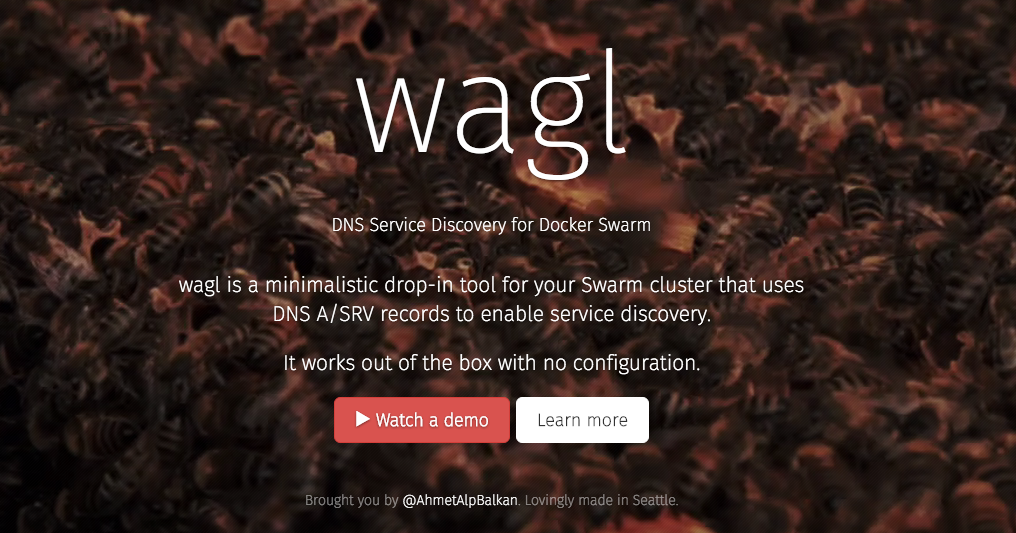 wagl
DNS Service Discovery for Docker Swarm
wagl is a minimalistic drop-in tool for your Swarm cluster that uses
DNS A/SRV records to enable service discovery.
It works out of the box with no configuration.
▶ Watch a demo
Learn more
Brought you by @AhmetAlpBalkan. Lovingly made in Seattle.